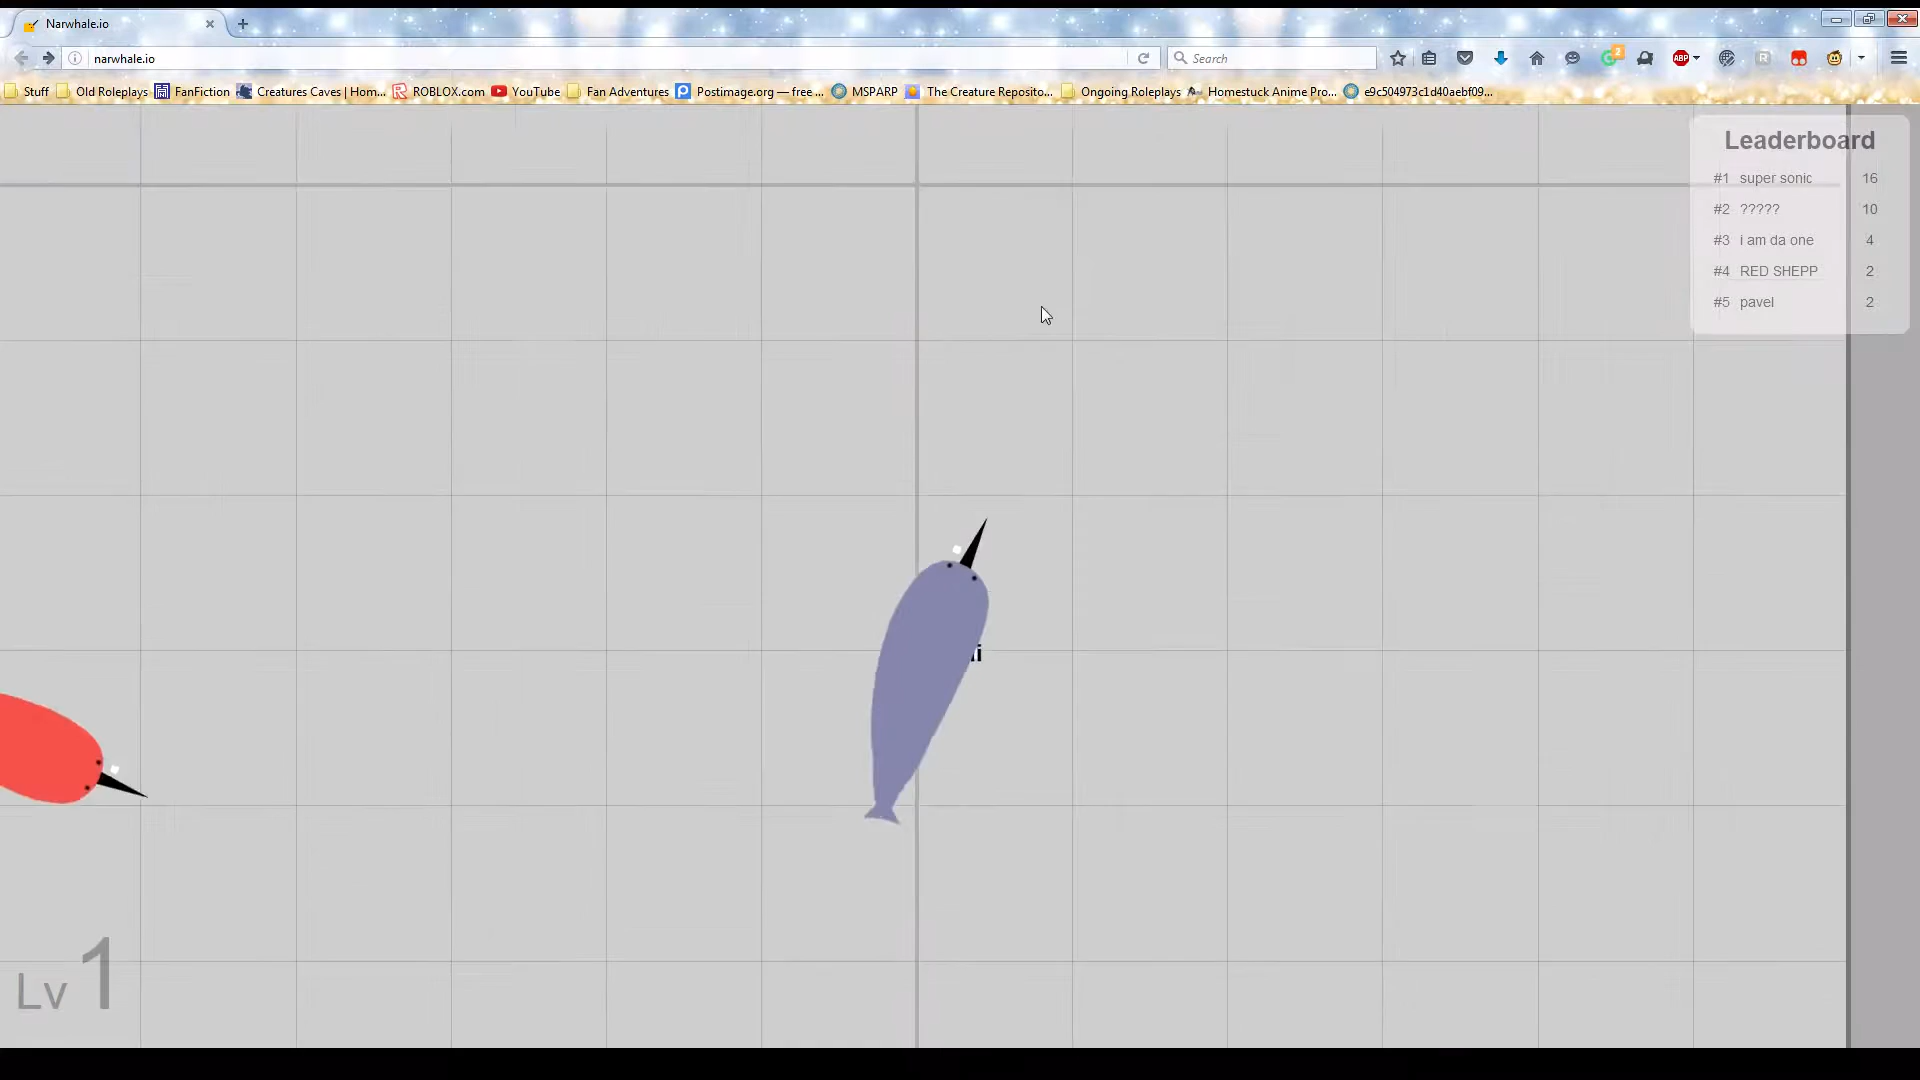 Narwhale.io
narwhale.io
Search
2
ABP
Stuff Old Roleplays FanFiction Creatures Caves | Hom... ROBLOX.com YouTube Fan Adventures Postimage.org — free ... MSPARP The Creature Reposito... Ongoing Roleplays Homestuck Anime Pro... e9c504973c1d40aebf09...
Leaderboard
#1 super sonic 16
#2 ????? 10
#3 i am da one 4
#4 RED SHEPP 2
#5 pavel 2
Lv 1